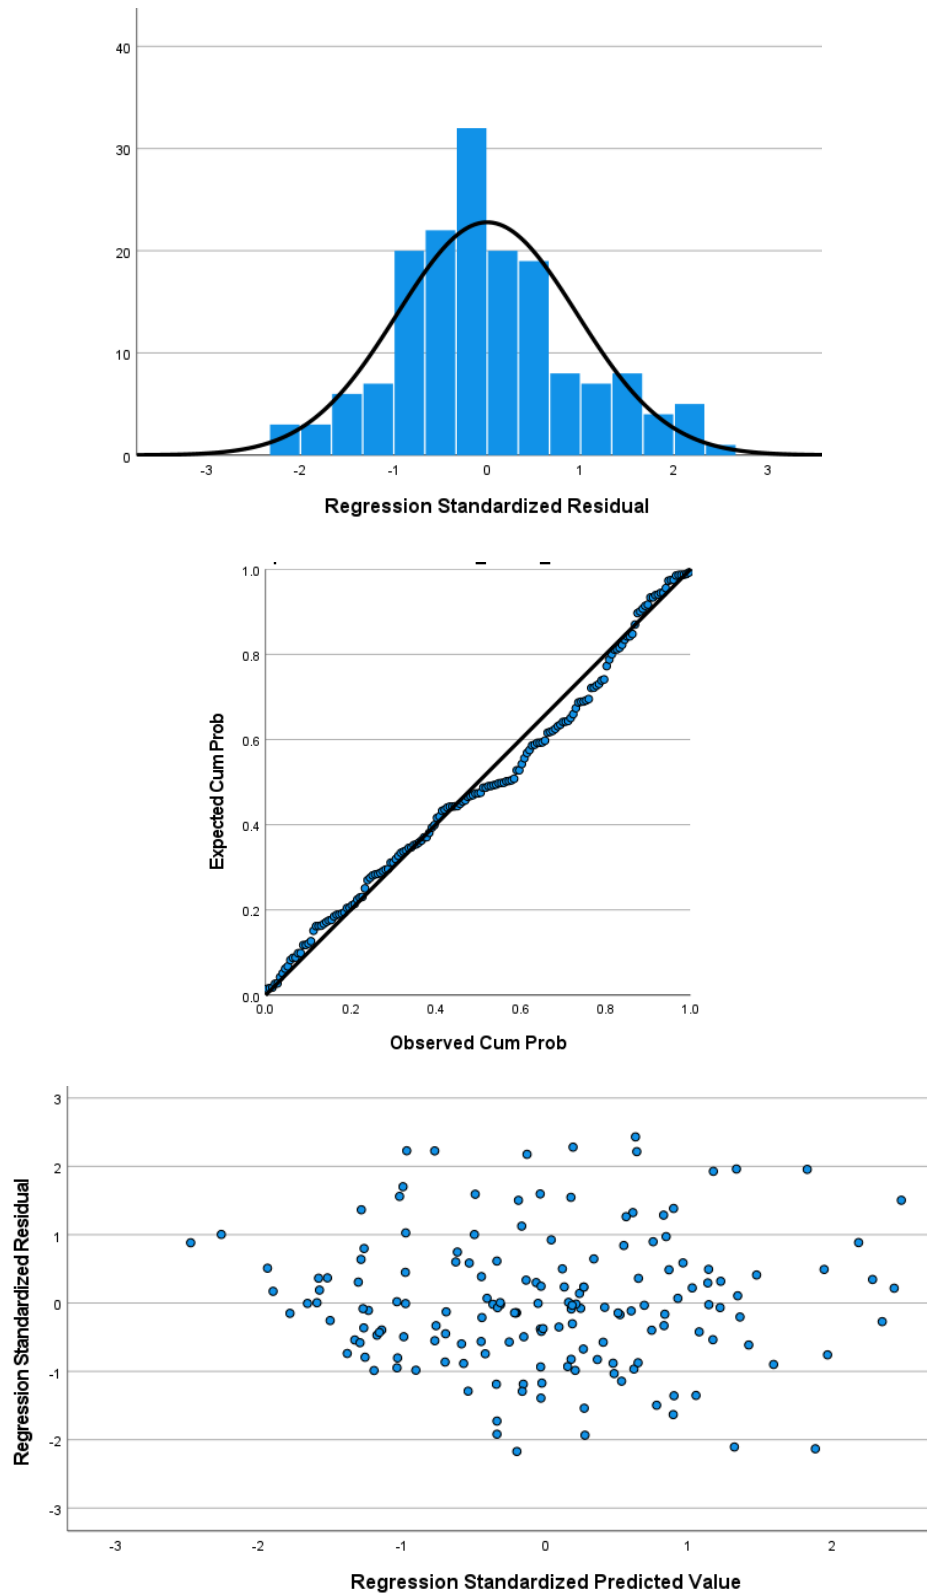 40
30
20
10
0
-3 -2 -1 0 1 2 3
Regression Standardized Residual
1.0
0.8
0.6
0.4
0.2
0.0
Expected Cum Prob
0.0 0.2 0.4 0.6 0.8 1.0
Observed Cum Prob
3
2
1
0
-1
-2
-3
Regression Standardized Residual
-3 -2 -1 0 1 2
Regression Standardized Predicted Value